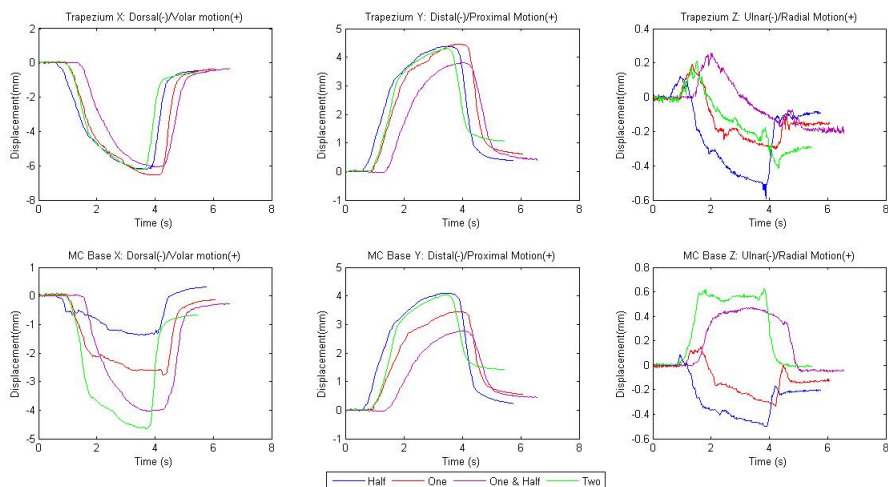 Trapezium X: Dorsal(-)/Volar motion(+)
Trapezium Y: Distal(-)/Proximal Motion(+)
Trapezium Z: Ulnar(-)/Radial Motion(+)
Displacement(mm)
2
0
-2
-4
-6
-8
0 2 4 6 8
Time (s)
Displacement(mm)
5
4
3
2
1
0
-1
0 2 4 6 8
Time (s)
Displacement(mm)
0.6
0.4
0.2
0
-0.2
-0.4
-0.6
0 2 4 6 8
Time (s)
MC Base X: Dorsal(-)/Volar motion(+)
MC Base Y: Distal(-)/Proximal Motion(+)
MC Base Z: Ulnar(-)/Radial Motion(+)
Displacement(mm)
1
0
-1
-2
-3
-4
-5
0 2 4 6 8
Time (s)
Displacement(mm)
5
4
3
2
1
0
-1
0 2 4 6 8
Time (s)
Displacement(mm)
0.8
0.6
0.4
0.2
0
-0.2
-0.4
-0.6
0 2 4 6 8
Time (s)
Half One One & Half Two